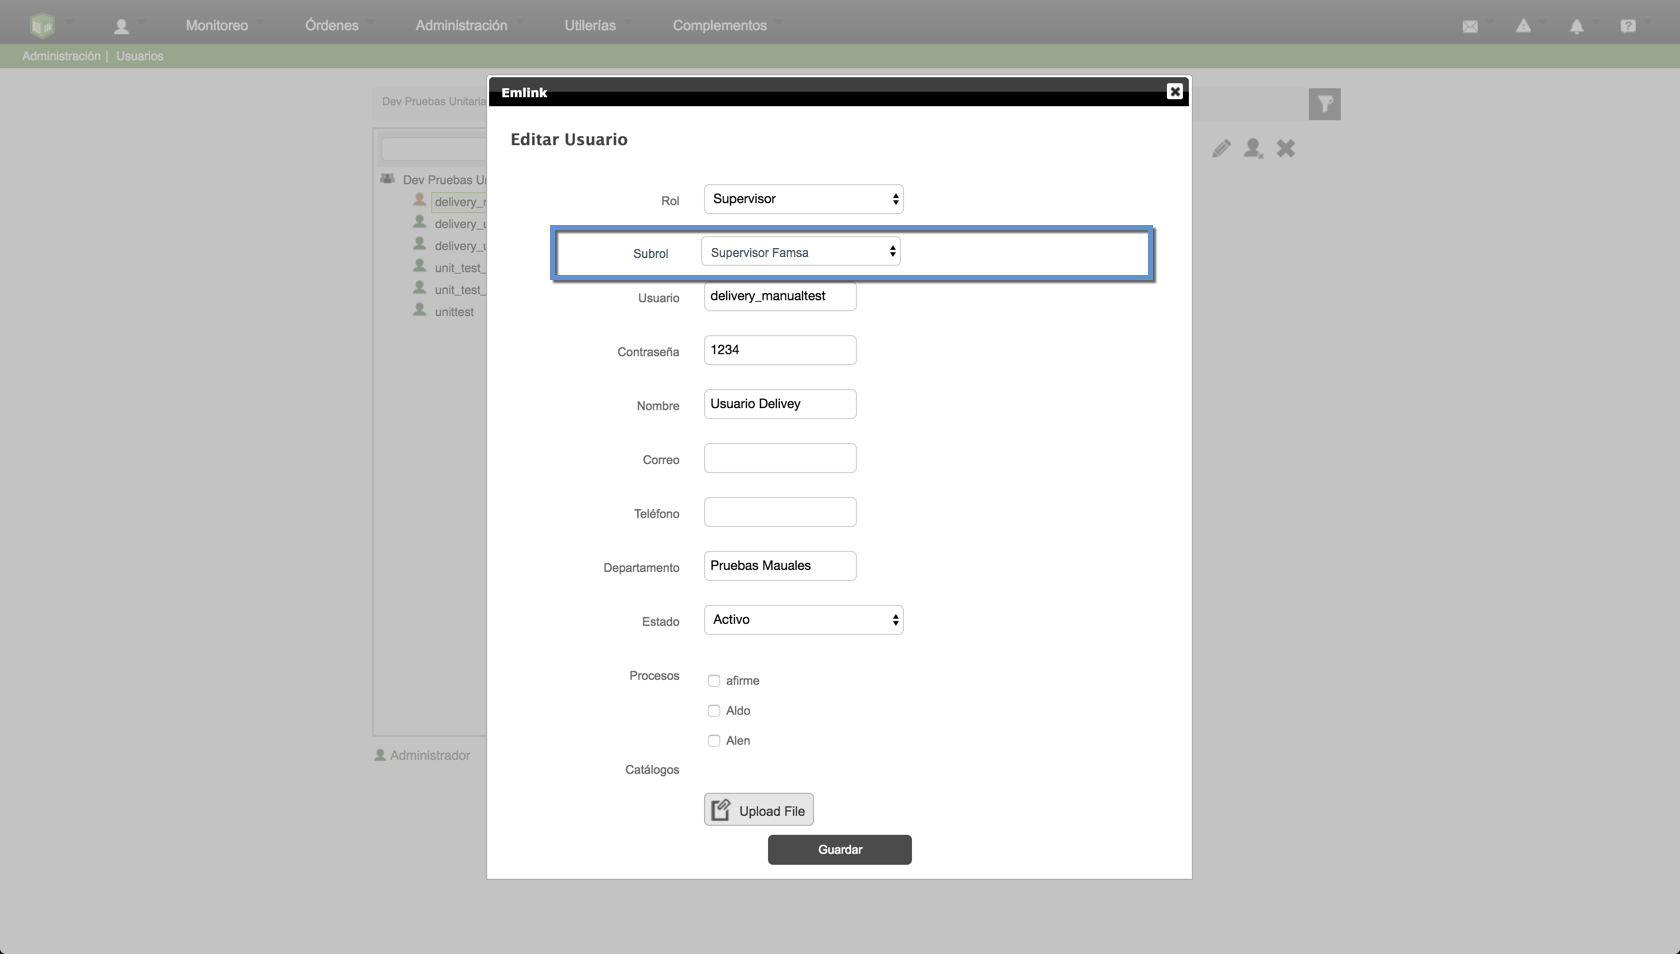 Monitoreo Órdenes Administración Utilerías Complementos
Administración | Usuarios
Emlink
Dev Pruebas Unitaria
Editar Usuario
Dev Pruebas
delivery_
delivery_
delivery_
unit_test_
unit_test_
unittest
Administrador
Rol Supervisor
Subrol Supervisor Famsa
Usuario delivery_manualtest
Contraseña 1234
Nombre Usuario Delivey
Correo
Teléfono
Departamento Pruebas Mauales
Estado Activo
Procesos afirme
Aldo
Alen
Catálogos
Upload File
Guardar